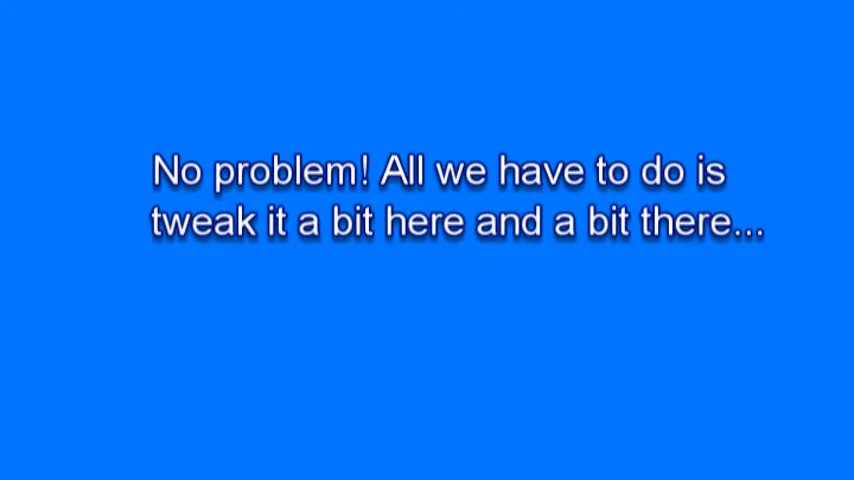 No problem! All we have to do is
tweak it a bit here and a bit there...